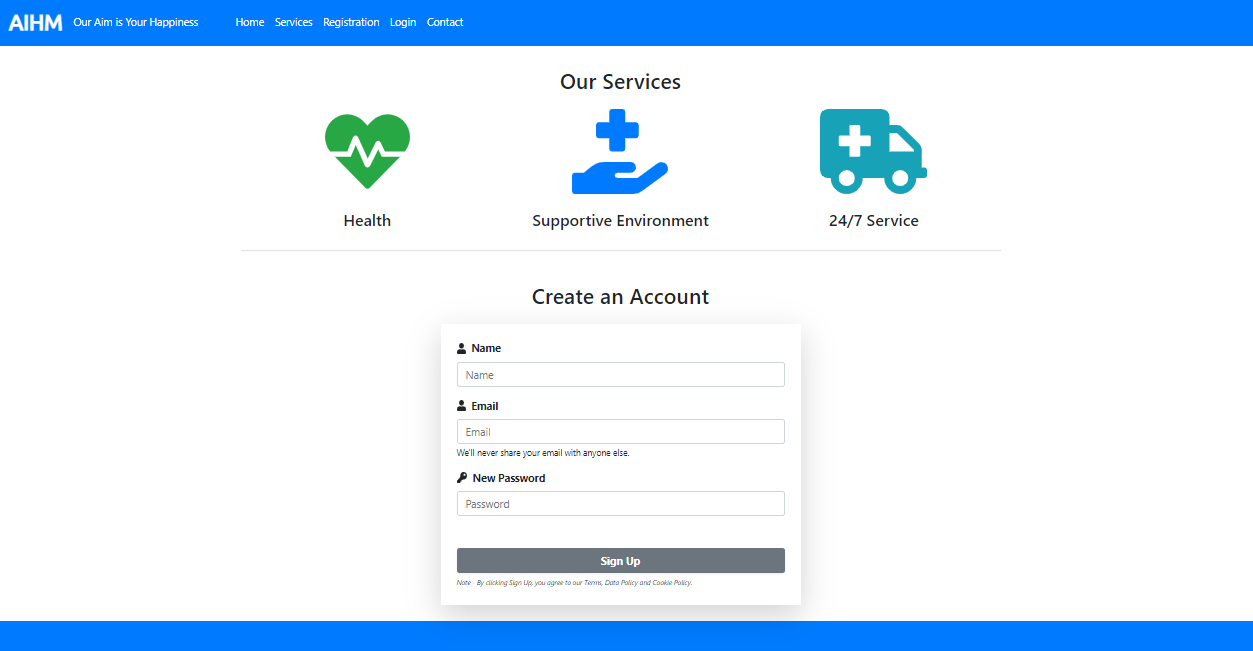 AIHM Our Aim is Your Happiness Home Services Registration Login Contact
Our Services
Health Supportive Environment 24/7 Service
Create an Account
Name
Name
Email
Email
We'll never share your email with anyone else.
New Password
Password
Sign Up
Note - By clicking Sign Up, you agree to our Terms, Data Policy and Cookie Policy.